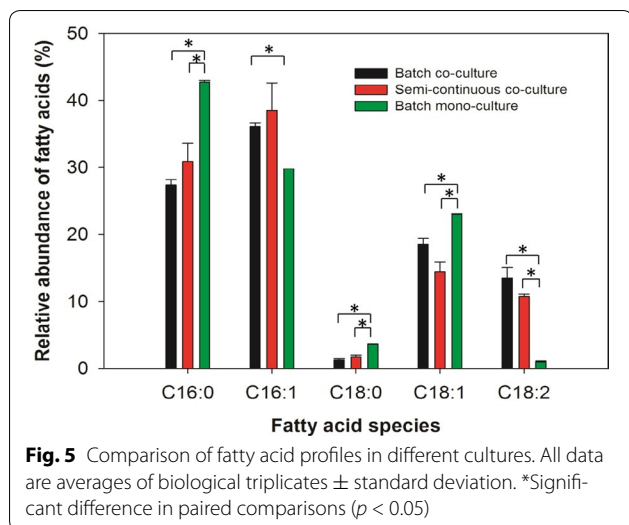 Relative abundance of fatty acids (%)
50
40
30
20
10
0
* * * * * * * * *
Batch co-culture
Semi-continuous co-culture
Batch mono-culture
C16:0 C16:1 C18:0 C18:1 C18:2
Fatty acid species
Fig. 5 Comparison of fatty acid profiles in different cultures. All data
are averages of biological triplicates ± standard deviation. *Signifi-
cant difference in paired comparisons (p < 0.05)